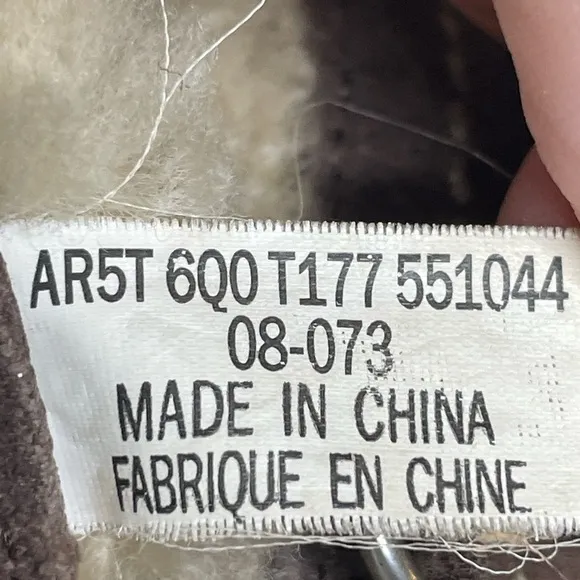 AR5T 6Q0 T177 551044
08-073
MADE IN CHINA
FABRIQUE EN CHINE